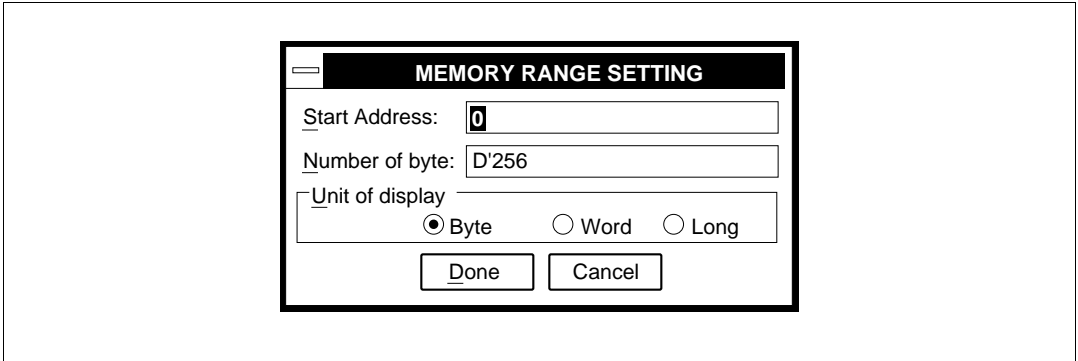 MEMORY RANGE SETTING
Start Address: 0
Number of byte: D'256
Unit of display
Byte Word Long
Done Cancel